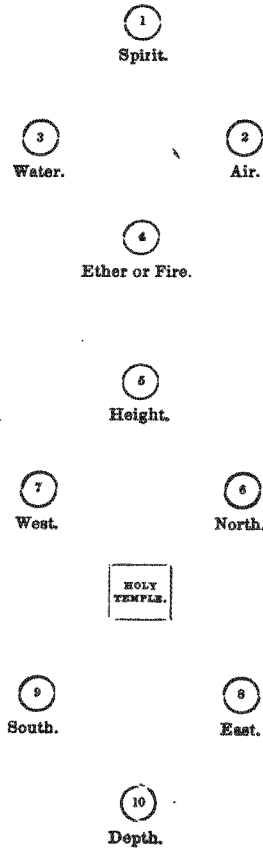 1
Spirit.
3 2
Water. Air.
4
Ether or Fire.
5
Height.
7 6
West. North.
HOLY
TEMPLE.
9 8
South. East.
10
Depth.